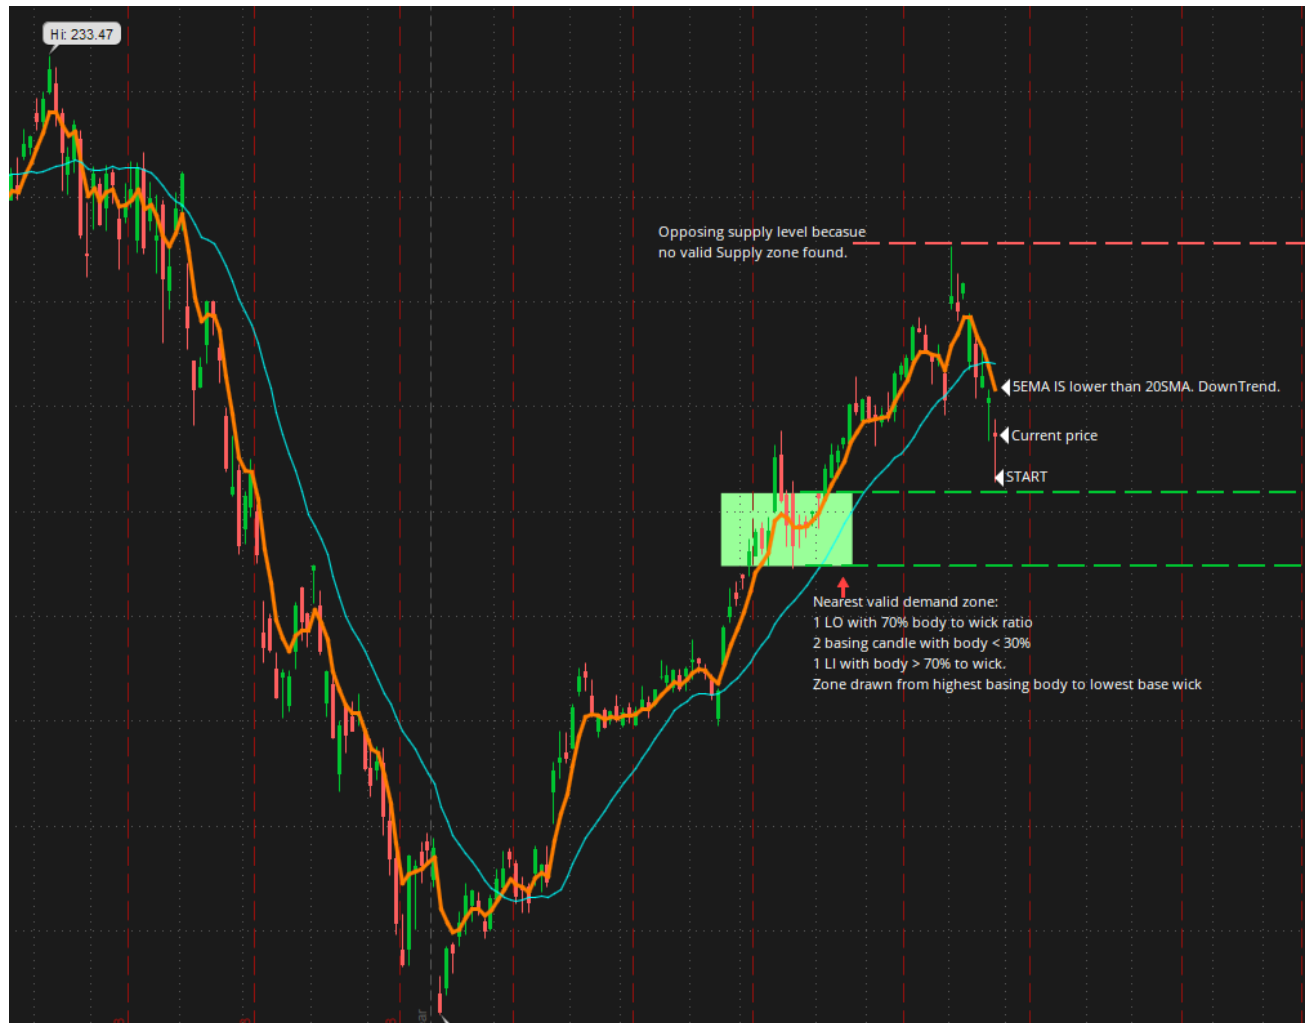 Hi: 233.47
Opposing supply level becasue
no valid Supply zone found.
5EMA IS lower than 20SMA. DownTrend.
Current price
START
Nearest valid demand zone:
1 LO with 70% body to wick ratio
2 basing candle with body < 30%
1 LI with body > 70% to wick.
Zone drawn from highest basing body to lowest base wick